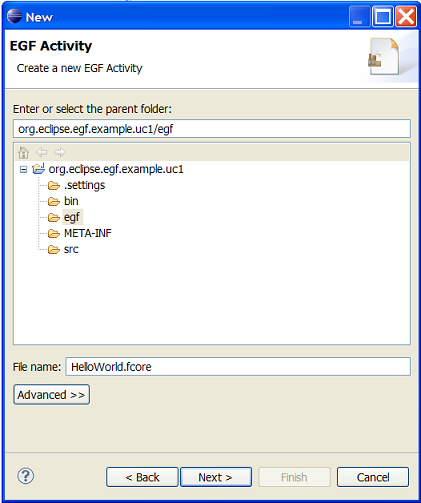 New
EGF Activity
Create a new EGF Activity
Enter or select the parent folder:
org.eclipse.egf.example.uc1/egf
org.eclipse.egf.example.uc1
.settings
bin
egf
META-INF
src
File name: HelloWorld.fcore
Advanced >>
? < Back Next > Finish Cancel